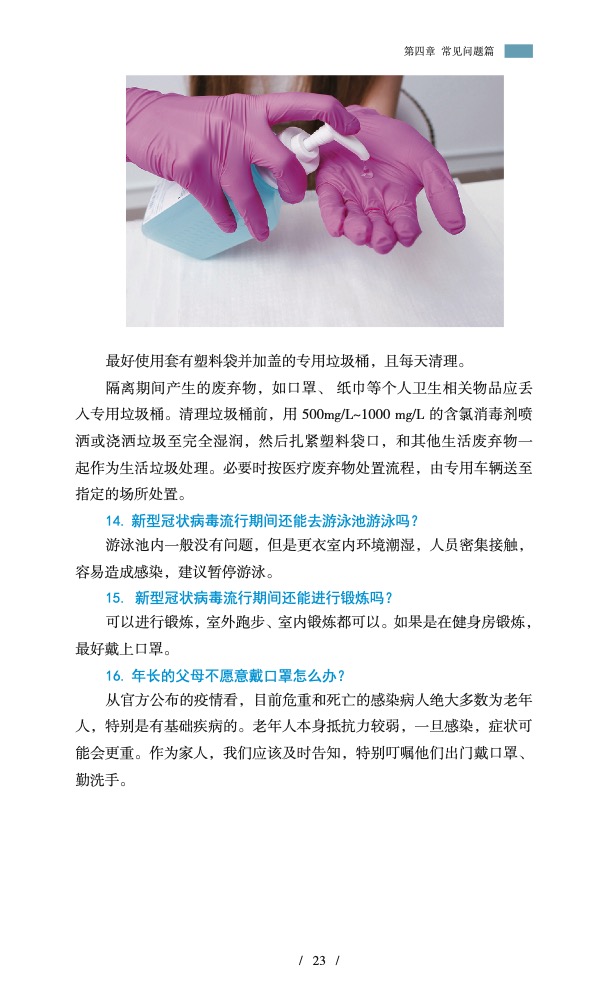 第四章 常见问题篇
最好使用套有塑料袋并加盖的专用垃圾桶，且每天清理。
隔离期间产生的废弃物，如口罩、 纸巾等个人卫生相关物品应丢
入专用垃圾桶。清理垃圾桶前，用 500mg/L~1000 mg/L 的含氯消毒剂喷
洒或浇洒垃圾至完全湿润，然后扎紧塑料袋口，和其他生活废弃物一
起作为生活垃圾处理。必要时按医疗废弃物处置流程，由专用车辆送至
指定的场所处置。
14. 新型冠状病毒流行期间还能去游泳池游泳吗？
游泳池内一般没有问题，但是更衣室内环境潮湿，人员密集接触，
容易造成感染，建议暂停游泳。
15. 新型冠状病毒流行期间还能进行锻炼吗？
可以进行锻炼，室外跑步、室内锻炼都可以。如果是在健身房锻炼，
最好戴上口罩。
16. 年长的父母不愿意戴口罩怎么办？
从官方公布的疫情看，目前危重和死亡的感染病人绝大多数为老年
人，特别是有基础疾病的。老年人本身抵抗力较弱，一旦感染，症状可
能会更重。作为家人，我们应该及时告知，特别叮嘱他们出门戴口罩、
勤洗手。
/ 23 /